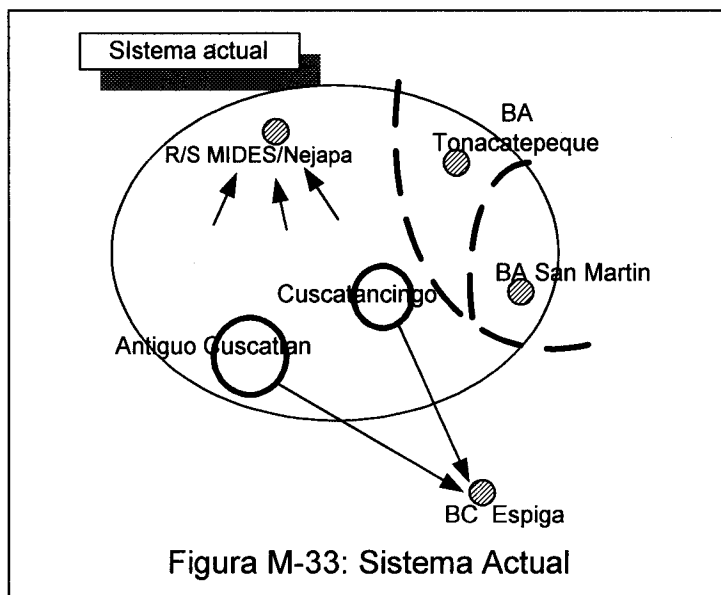 SIstema actual
BA
Tonacatepeque
R/S MIDES/Nejapa
BA San Martin
Cuscatancingo
Antiguo Cuscatlan
BC Espiga
Figura M-33: Sistema Actual